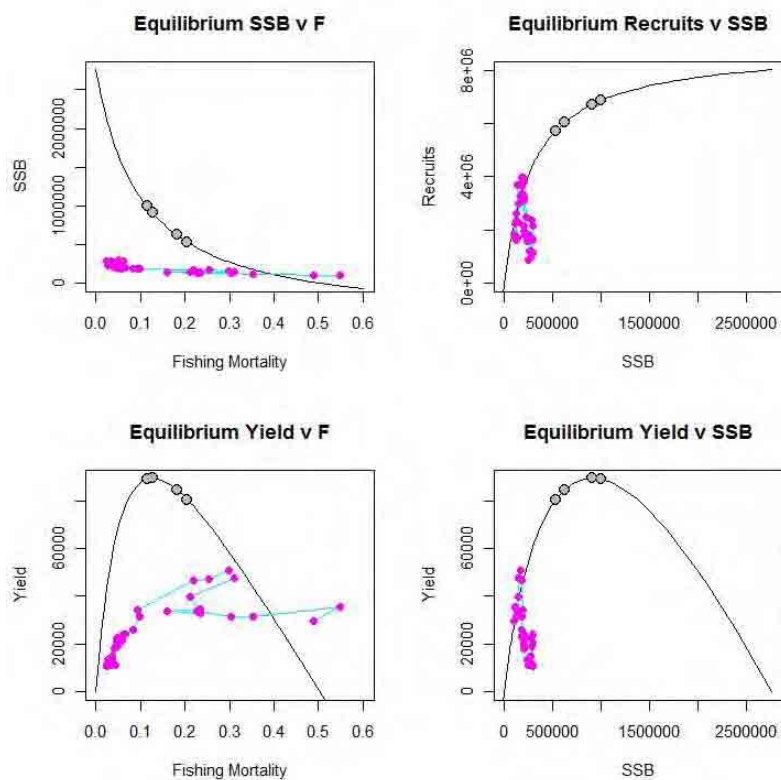 Equilibrium SSB v F
SSB
0
1000000
2000000
0.0 0.1 0.2 0.3 0.4 0.5 0.6
Fishing Mortality
Equilibrium Recruits v SSB
Recruits
0e+00
4e+06
8e+06
0 500000 1500000 2500000
SSB
Equilibrium Yield v F
Yield
0
20000
60000
0.0 0.1 0.2 0.3 0.4 0.5 0.6
Fishing Mortality
Equilibrium Yield v SSB
Yield
0
20000
60000
0 500000 1500000 2500000
SSB